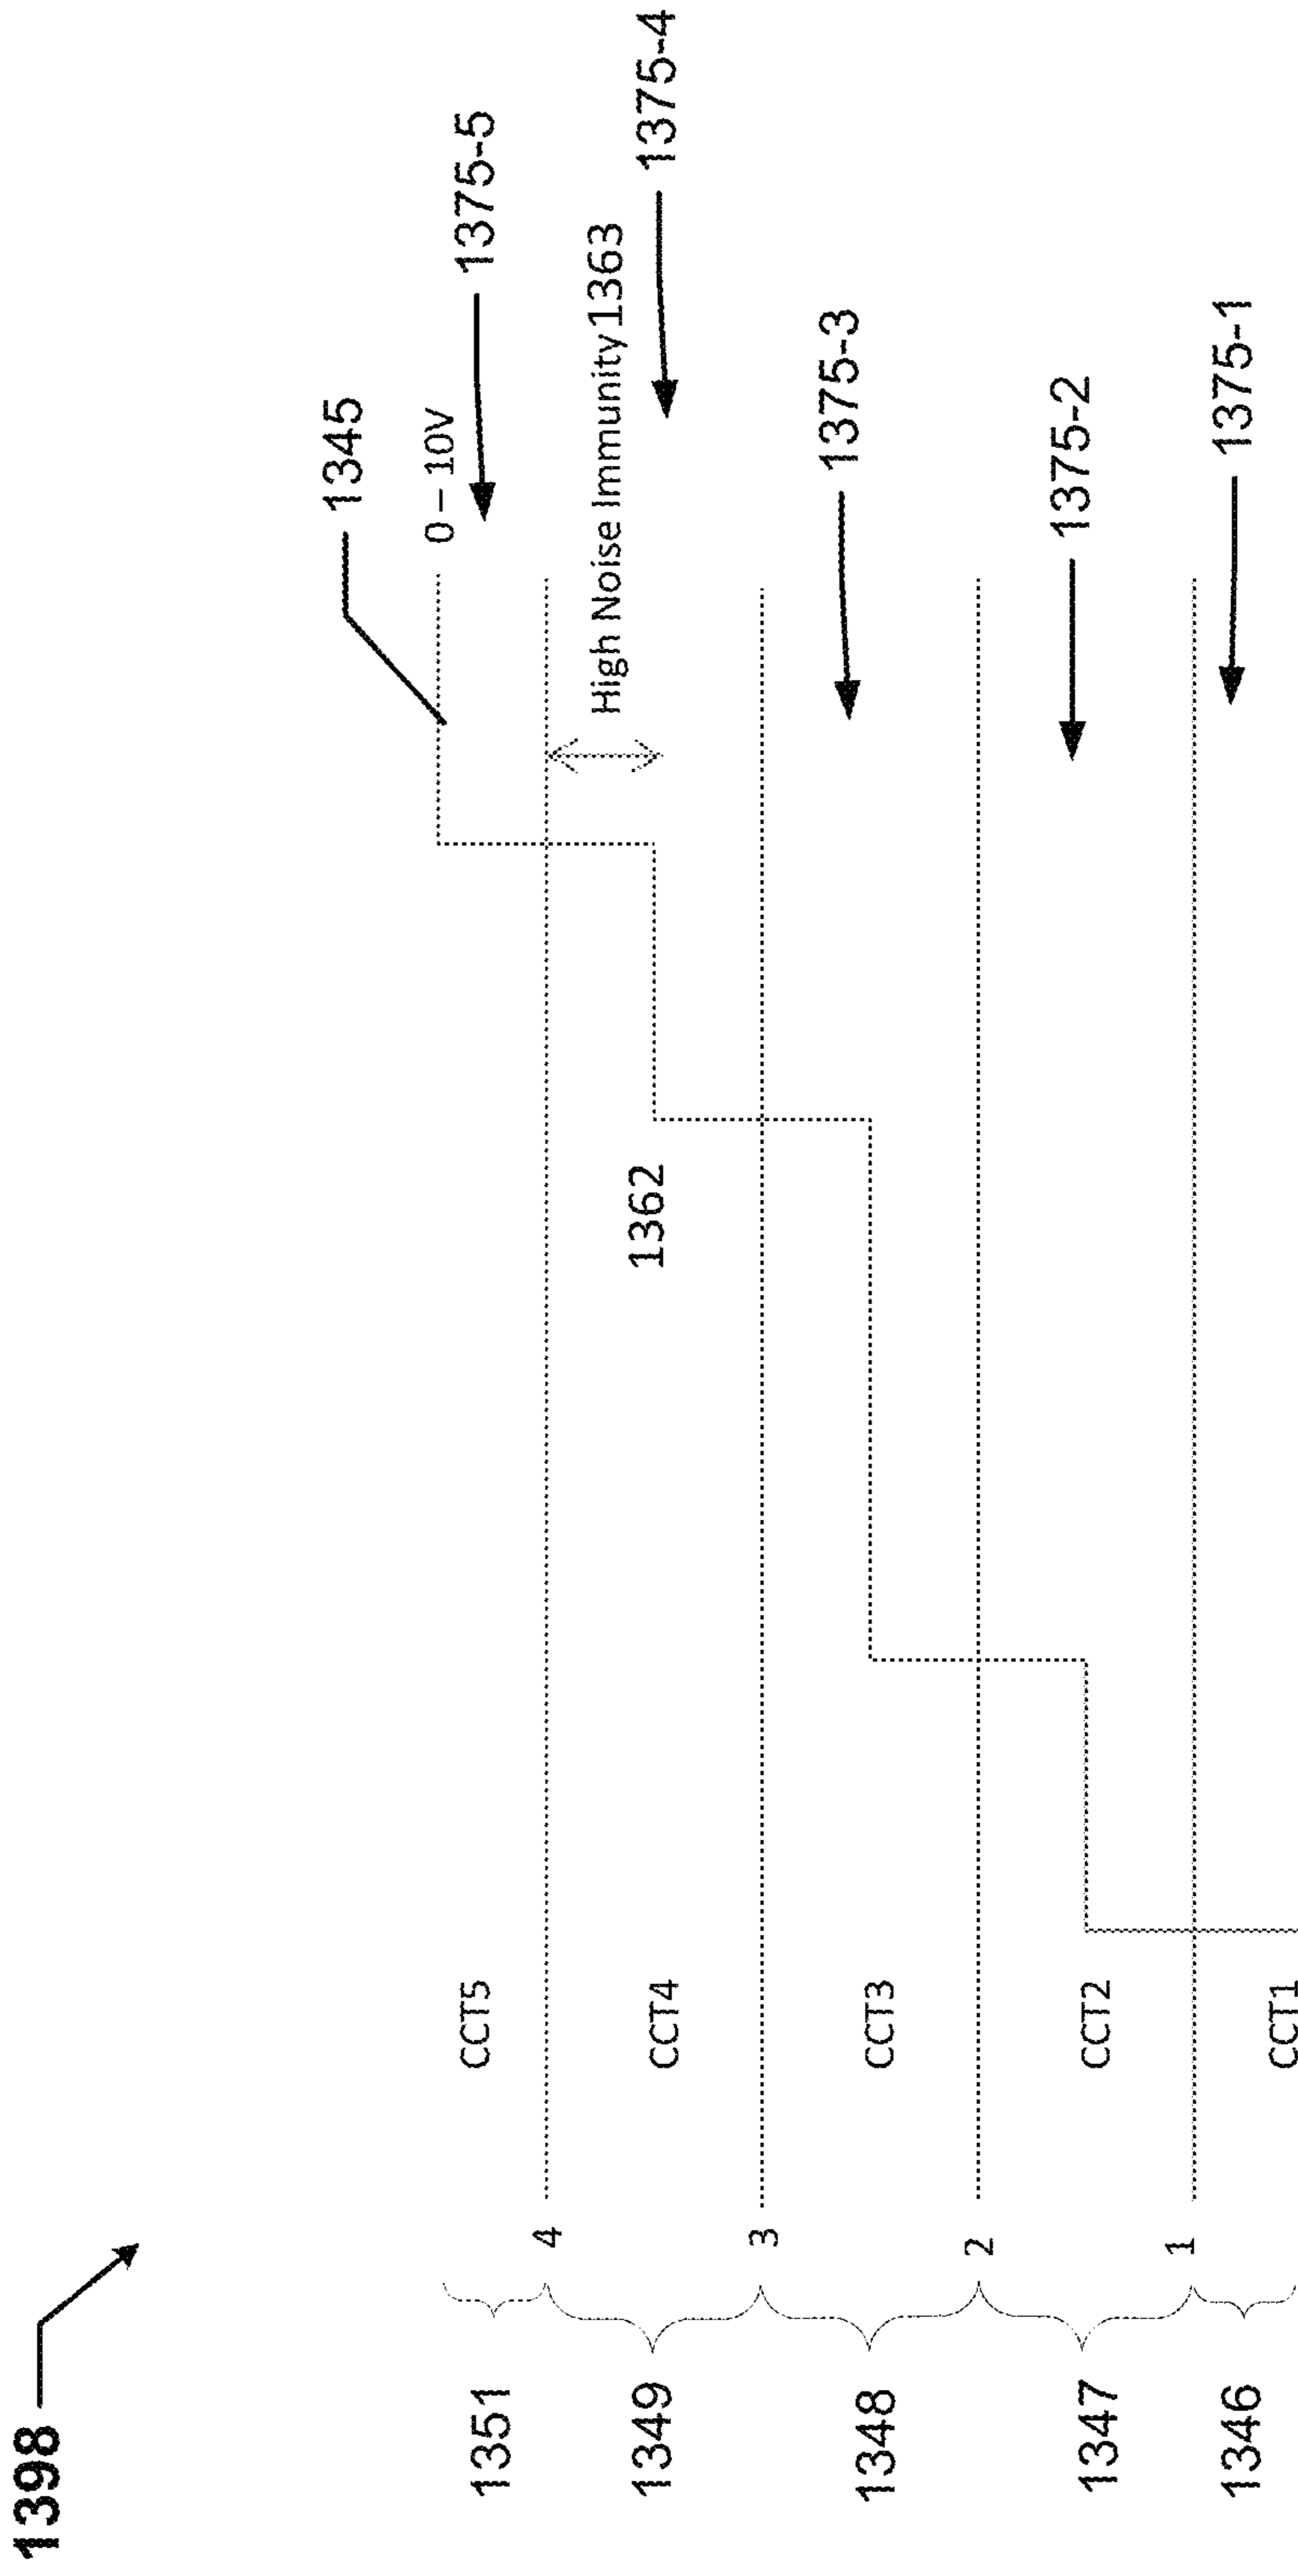 1398
1345
0 – 10V
1351
CCT5
1375-5
4
High Noise Immunity 1363
1349
CCT4
1362
1375-4
3
1348
CCT3
1375-3
2
1347
CCT2
1375-2
1
1346
CCT1
1375-1